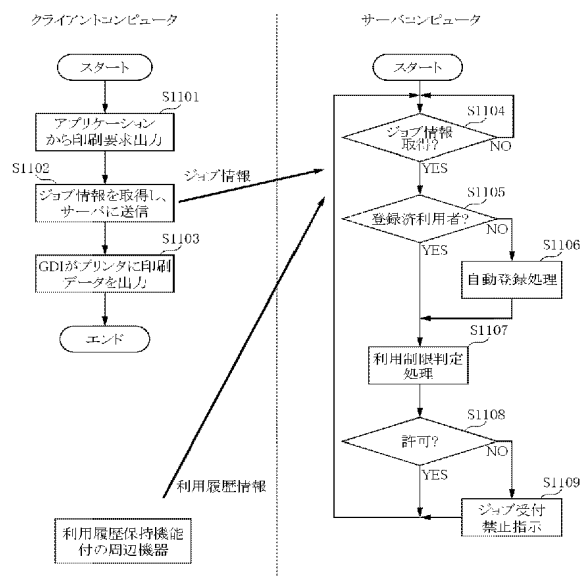 クライアントコンピュータ
スタート
S1101
アプリケーション
から印刷要求出力
S1102
ジョブ情報を取得し、
サーバに送信
ジョブ情報
S1103
GDIがプリンタに印刷
データを出力
エンド
利用履歴情報
利用履歴保持機能
付の周辺機器
サーバコンピュータ
スタート
S1104
ジョブ情報
取得?
NO
YES
S1105
登録済利用者?
NO
YES
S1106
自動登録処理
S1107
利用制限判定
処理
S1108
許可?
NO
YES
S1109
ジョブ受付
禁止指示